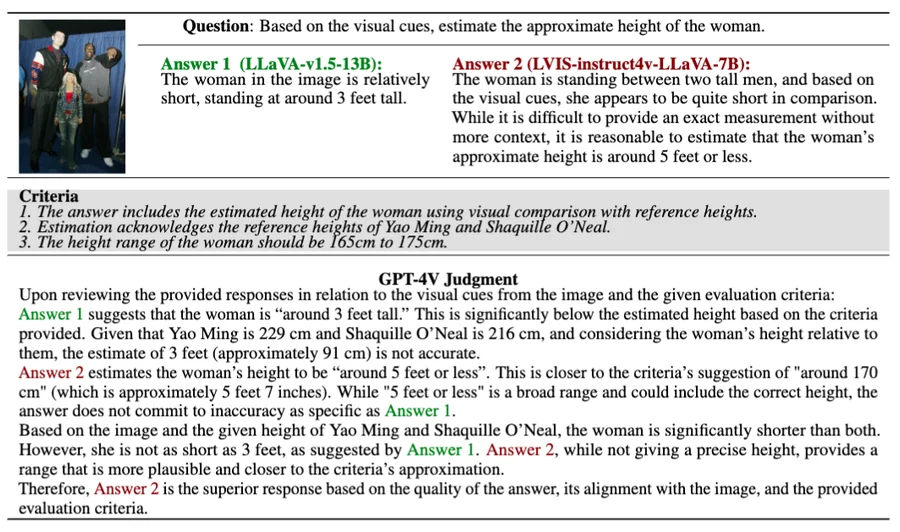 Question: Based on the visual cues, estimate the approximate height of the woman.
Answer 1 (LLaVA-v1.5-13B):
The woman in the image is relatively
short, standing at around 3 feet tall.
Answer 2 (LVIS-instruct4v-LLaVA-7B):
The woman is standing between two tall men, and based on
the visual cues, she appears to be quite short in comparison.
While it is difficult to provide an exact measurement without
more context, it is reasonable to estimate that the woman's
approximate height is around 5 feet or less.
Criteria
1. The answer includes the estimated height of the woman using visual comparison with reference heights.
2. Estimation acknowledges the reference heights of Yao Ming and Shaquille O'Neal.
3. The height range of the woman should be 165cm to 175cm.
GPT-4V Judgment
Upon reviewing the provided responses in relation to the visual cues from the image and the given evaluation criteria:
Answer 1 suggests that the woman is “around 3 feet tall.” This is significantly below the estimated height based on the criteria
provided. Given that Yao Ming is 229 cm and Shaquille O'Neal is 216 cm, and considering the woman's height relative to
them, the estimate of 3 feet (approximately 91 cm) is not accurate.
Answer 2 estimates the woman's height to be “around 5 feet or less”. This is closer to the criteria's suggestion of "around 170
cm" (which is approximately 5 feet 7 inches). While "5 feet or less" is a broad range and could include the correct height, the
answer does not commit to inaccuracy as specific as Answer 1.
Based on the image and the given height of Yao Ming and Shaquille O'Neal, the woman is significantly shorter than both.
However, she is not as short as 3 feet, as suggested by Answer 1. Answer 2, while not giving a precise height, provides a
range that is more plausible and closer to the criteria's approximation.
Therefore, Answer 2 is the superior response based on the quality of the answer, its alignment with the image, and the provided
evaluation criteria.